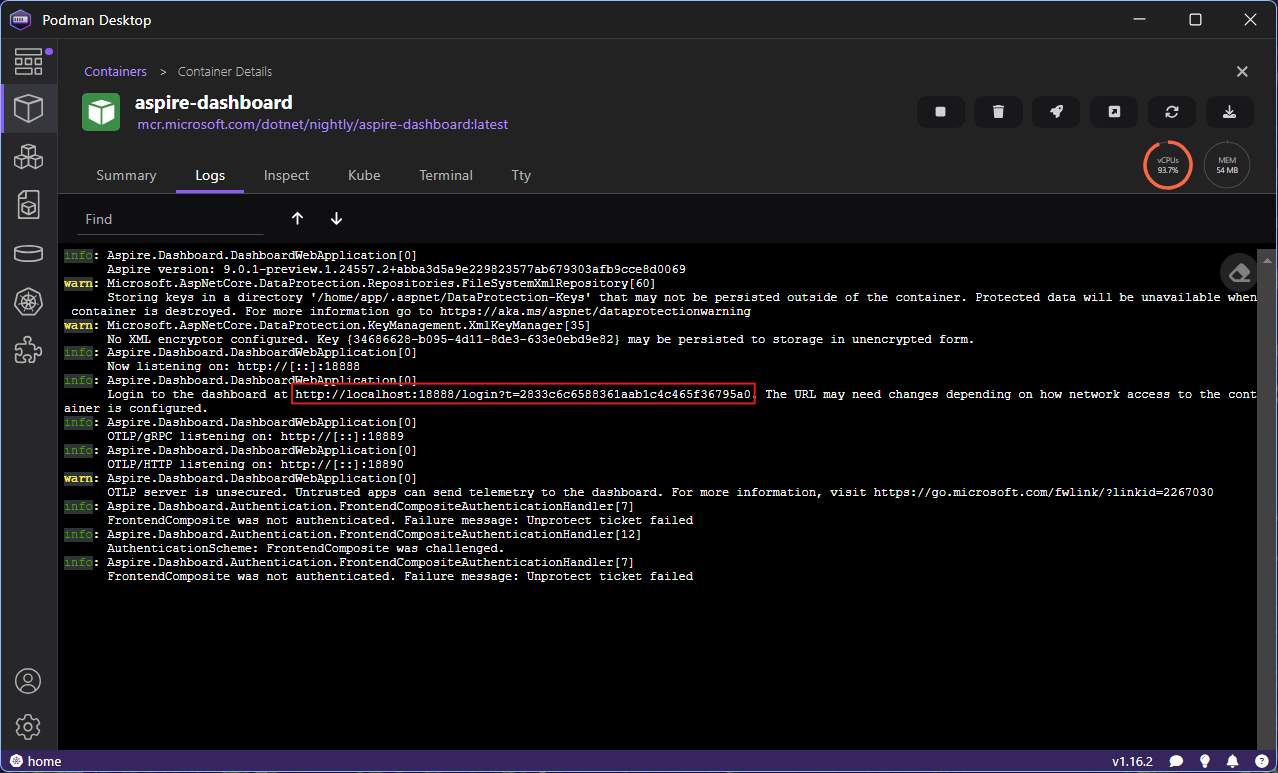 Podman Desktop
Containers > Container Details
aspire-dashboard
mcr.microsoft.com/dotnet/nightly/aspire-dashboard:latest
vCPUs
93.7%
MEM
54 MB
Summary Logs Inspect Kube Terminal Tty
Find
info: Aspire.Dashboard.DashboardWebApplication[0]
Aspire version: 9.0.1-preview.1.24557.2+abba3d5a9e229823577ab679303afb9cce8d0069
warn: Microsoft.AspNetCore.DataProtection.Repositories.FileSystemXmlRepository[60]
Storing keys in a directory '/home/app/.aspnet/DataProtection-Keys' that may not be persisted outside of the container. Protected data will be unavailable when
container is destroyed. For more information go to https://aka.ms/aspnet/dataprotectionwarning
warn: Microsoft.AspNetCore.DataProtection.KeyManagement.XmlKeyManager[35]
No XML encryptor configured. Key {34686628-b095-4d11-8de3-633e0ebd9e82} may be persisted to storage in unencrypted form.
info: Aspire.Dashboard.DashboardWebApplication[0]
Now listening on: http://[::]:18888
info: Aspire.Dashboard.DashboardWebApplication[0]
Login to the dashboard at http://localhost:18888/login?t=2833c6c6588361aab1c4c465f36795a0. The URL may need changes depending on how network access to the cont
ainer is configured.
info: Aspire.Dashboard.DashboardWebApplication[0]
OTLP/gRPC listening on: http://[::]:18889
info: Aspire.Dashboard.DashboardWebApplication[0]
OTLP/HTTP listening on: http://[::]:18890
warn: Aspire.Dashboard.DashboardWebApplication[0]
OTLP server is unsecured. Untrusted apps can send telemetry to the dashboard. For more information, visit https://go.microsoft.com/fwlink/?linkid=2267030
info: Aspire.Dashboard.Authentication.FrontendCompositeAuthenticationHandler[7]
FrontendComposite was not authenticated. Failure message: Unprotect ticket failed
info: Aspire.Dashboard.Authentication.FrontendCompositeAuthenticationHandler[12]
AuthenticationScheme: FrontendComposite was challenged.
info: Aspire.Dashboard.Authentication.FrontendCompositeAuthenticationHandler[7]
FrontendComposite was not authenticated. Failure message: Unprotect ticket failed
home
v1.16.2